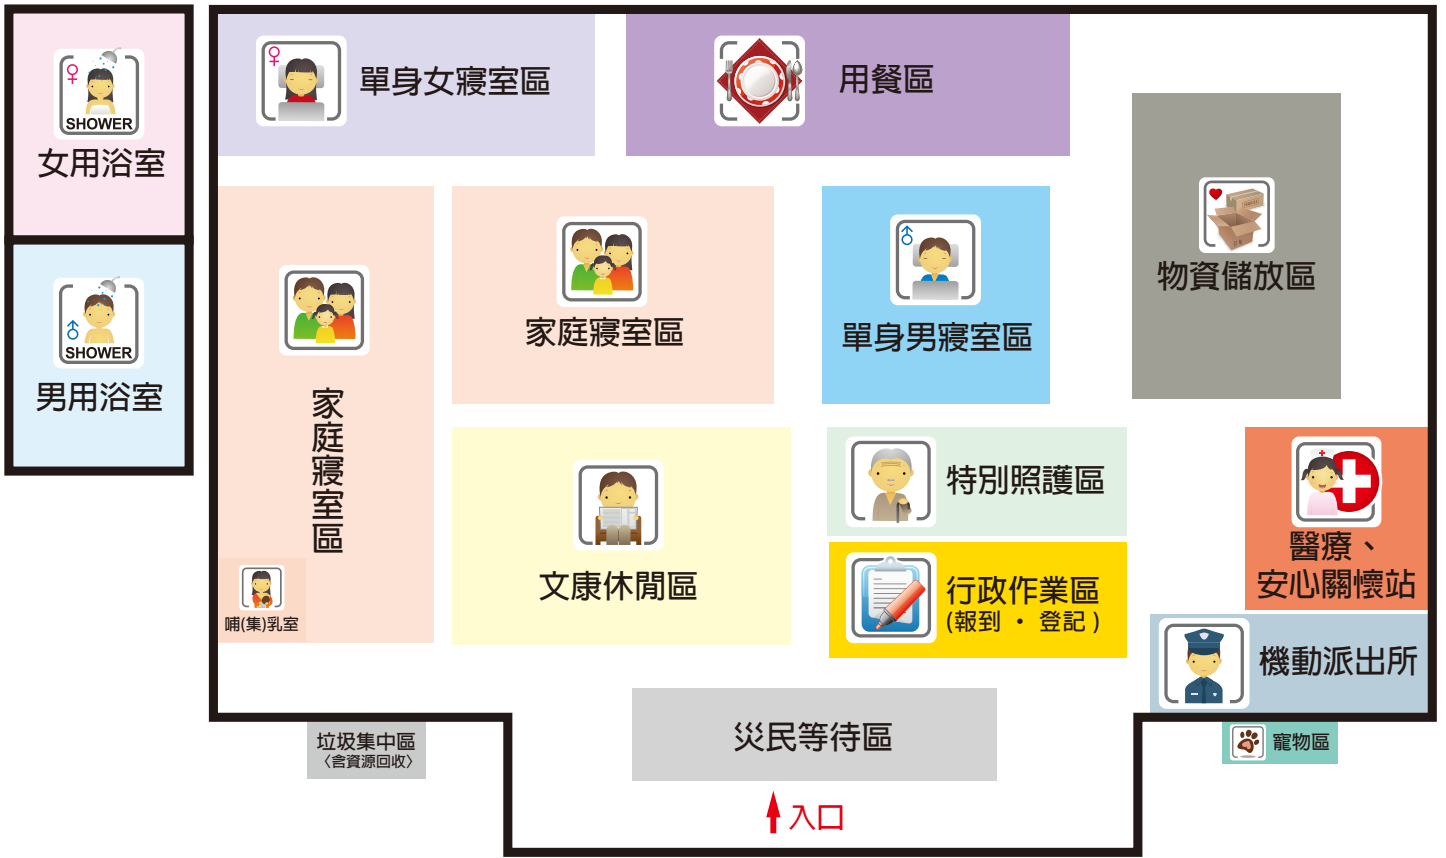 SHOWER
女用浴室
SHOWER
男用浴室
單身女寢室區
用餐區
物資儲放區
家庭寢室區
家庭寢室區
單身男寢室區
哺(集)乳室
文康休閒區
特別照護區
行政作業區
(報到 ・ 登記 )
醫療、
安心關懷站
機動派出所
垃圾集中區
〈含資源回收〉
災民等待區
寵物區
入口